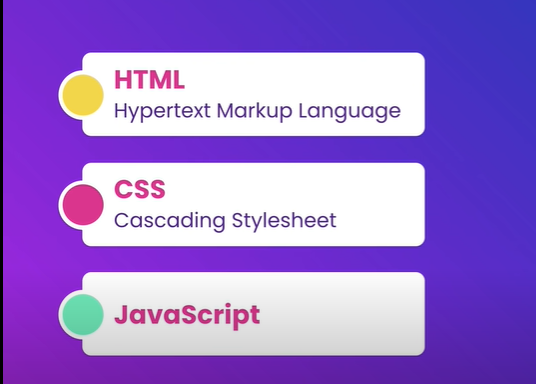 HTML
Hypertext Markup Language
CSS
Cascading Stylesheet
JavaScript